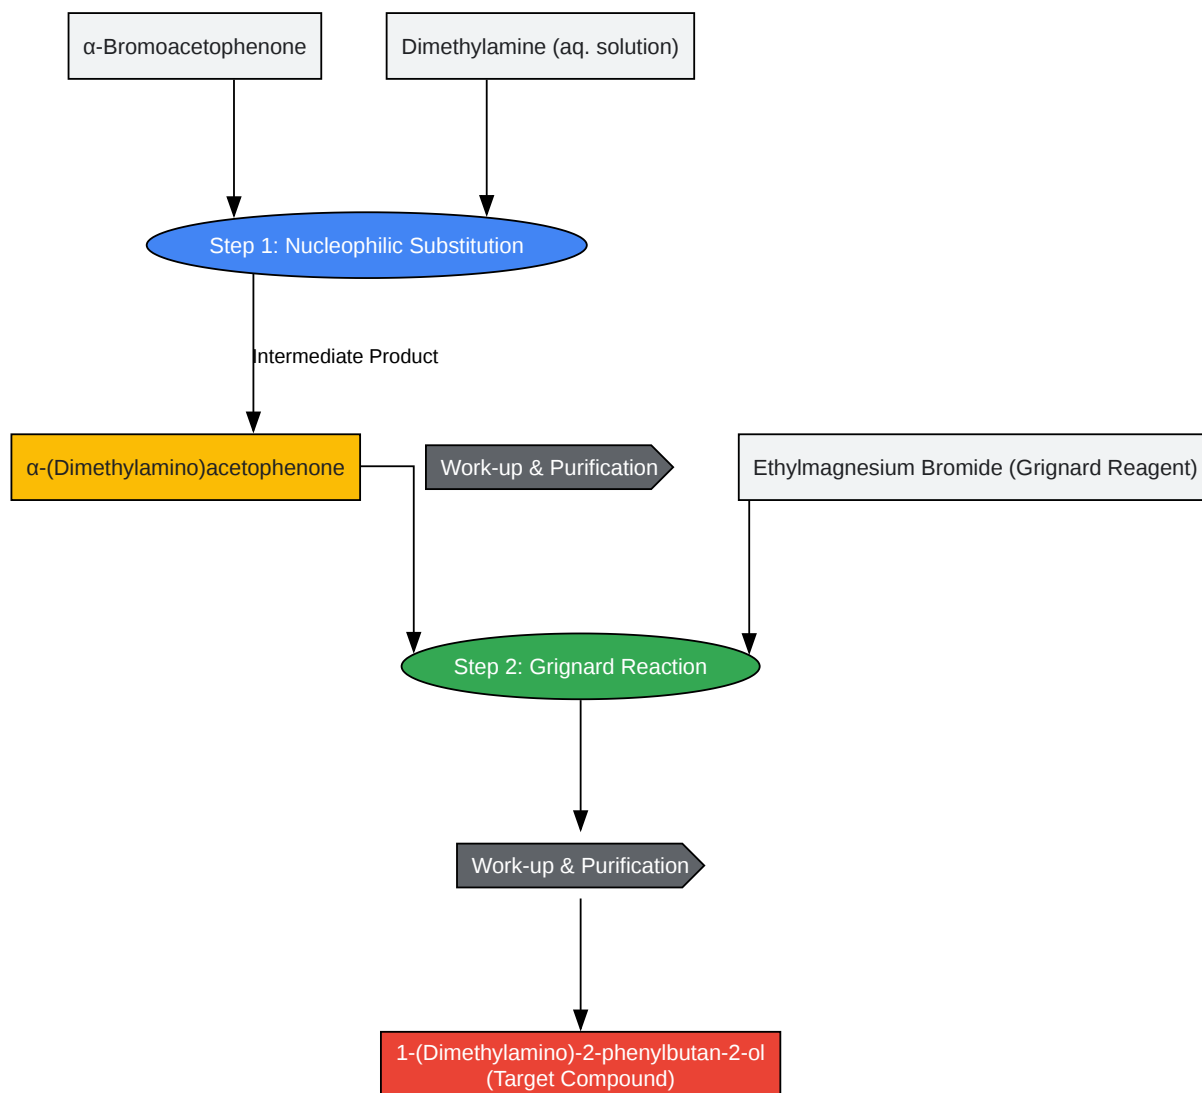 α-Bromoacetophenone
Dimethylamine (aq. solution)
Step 1: Nucleophilic Substitution
Intermediate Product
α-(Dimethylamino)acetophenone
Work-up & Purification
Ethylmagnesium Bromide (Grignard Reagent)
Step 2: Grignard Reaction
Work-up & Purification
1-(Dimethylamino)-2-phenylbutan-2-ol
(Target Compound)